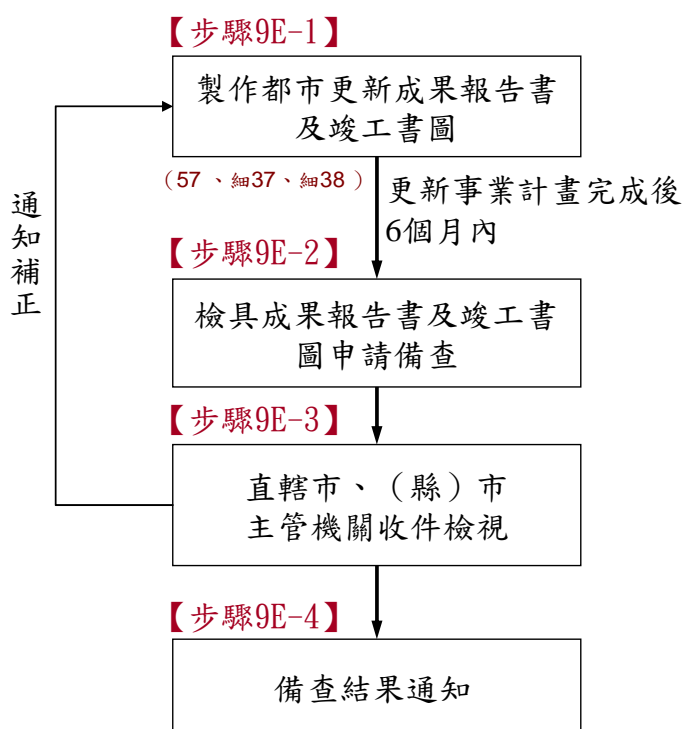 【步驟9E-1】
製作都市更新成果報告書
及竣工書圖
（57 、細37、細38 ）
更新事業計畫完成後
6個月內
通知補正
【步驟9E-2】
檢具成果報告書及竣工書
圖申請備查
【步驟9E-3】
直轄市、（縣）市
主管機關收件檢視
【步驟9E-4】
備查結果通知